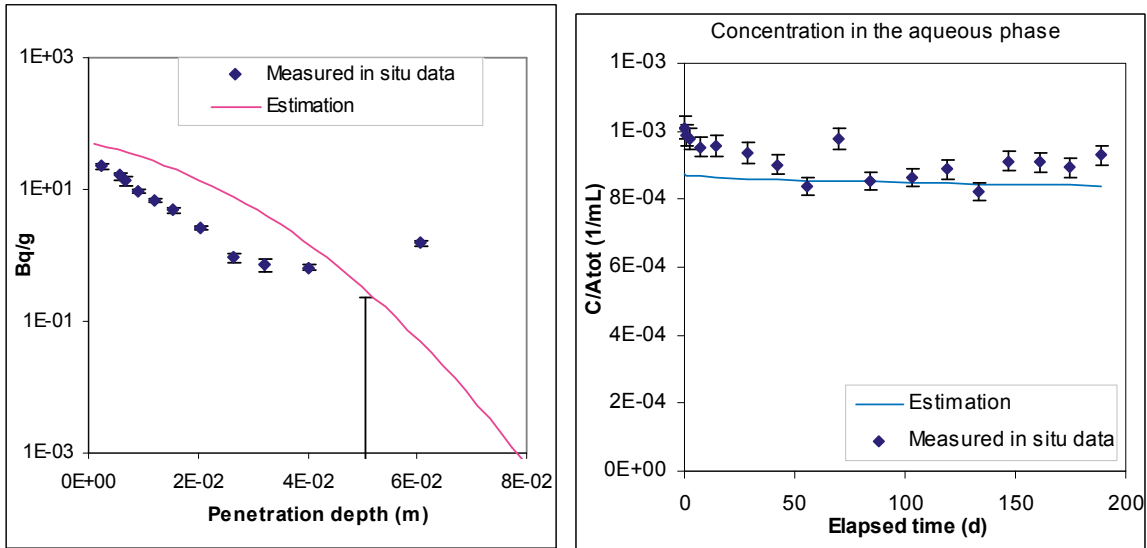 1E+03
Measured in situ data
Estimation
1E+01
Bq/g
1E-01
1E-03
0E+00 2E-02 4E-02 6E-02 8E-02
Penetration depth (m)
Concentration in the aqueous phase
1E-03
1E-03
8E-04
C/Atot (1/mL)
6E-04
4E-04
2E-04
Estimation
Measured in situ data
0E+00
0 50 100 150 200
Elapsed time (d)